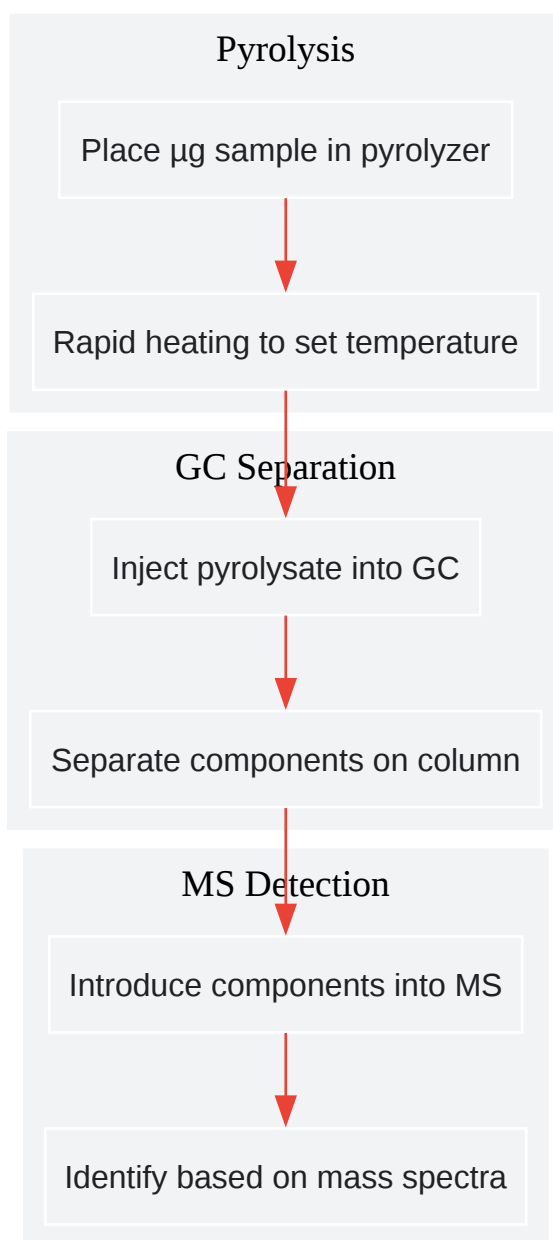 Pyrolysis
Place µg sample in pyrolyzer
Rapid heating to set temperature
GC Separation
Inject pyrolysate into GC
Separate components on column
MS Detection
Introduce components into MS
Identify based on mass spectra